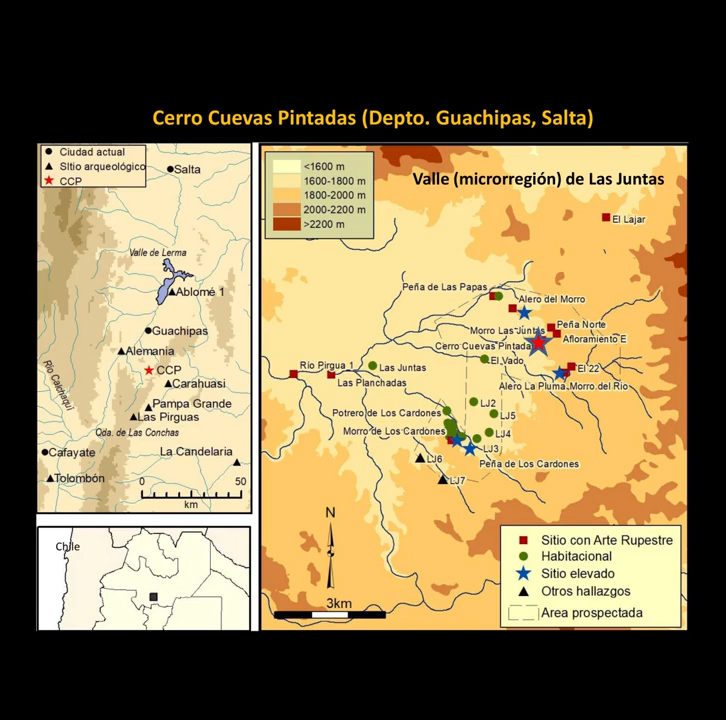 Cerro Cuevas Pintadas (Depto. Guachipas, Salta)
Ciudad actual
Sitio arqueológico
CCP
Salta
Valle de Lerma
Ablomé 1
Guachipas
Alemania
CCP
Carahuasi
Pampa Grande
Las Pirguas
Río Calchaquí
Qda. de Las Conchas
Cafayate
La Candelaria
Tolombón
0 50
km
Chile
<1600 m
1600-1800 m
1800-2000 m
2000-2200 m
>2200 m
Valle (microrregión) de Las Juntas
El Lajar
Peña de Las Papas
Alero del Morro
Morro Las Juntas
Peña Norte
Afloramiento E
Cerro Cuevas Pintadas
El Vado
El 22
Río Pirgua 1
Las Juntas
Las Planchadas
Alero La Pluma
Morro del Rio
LJ2
LJ5
Potrero de Los Cardones
Morro de Los Cardones
LJ4
LJ3
LJ6
Peña de Los Cardones
LJ7
N
3km
Sitio con Arte Rupestre
Habitacional
Sitio elevado
Otros hallazgos
Area prospectada